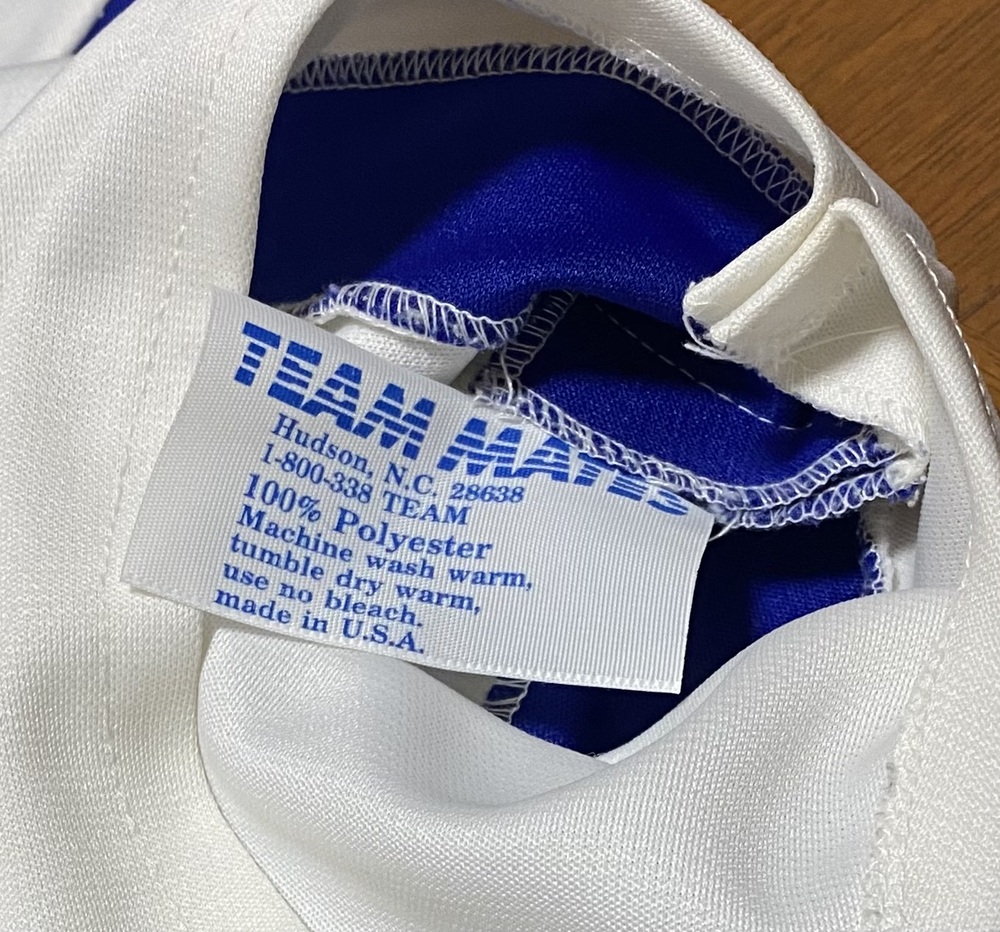 TEAM MATES
Hudson, N.C. 28638
1-800-338 TEAM
100% Polyester
Machine wash warm,
tumble dry warm,
use no bleach.
made in U.S.A.